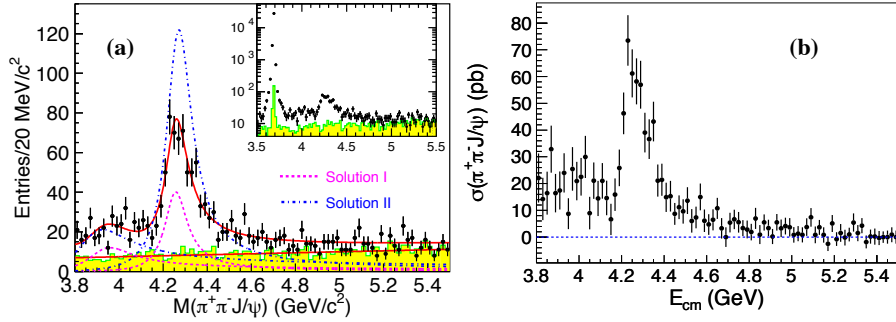 (a)
Entries/20 MeV/c²
120
100
80
60
40
20
0
10⁴
10³
10²
10
3.5 4 4.5 5 5.5
Solution I
Solution II
3.8 4 4.2 4.4 4.6 4.8 5 5.2 5.4
M(π⁺π⁻J/ψ) (GeV/c²)
(b)
σ(π⁺π⁻J/ψ) (pb)
80
70
60
50
40
30
20
10
0
3.8 4 4.2 4.4 4.6 4.8 5 5.2 5.4
E_cm (GeV)